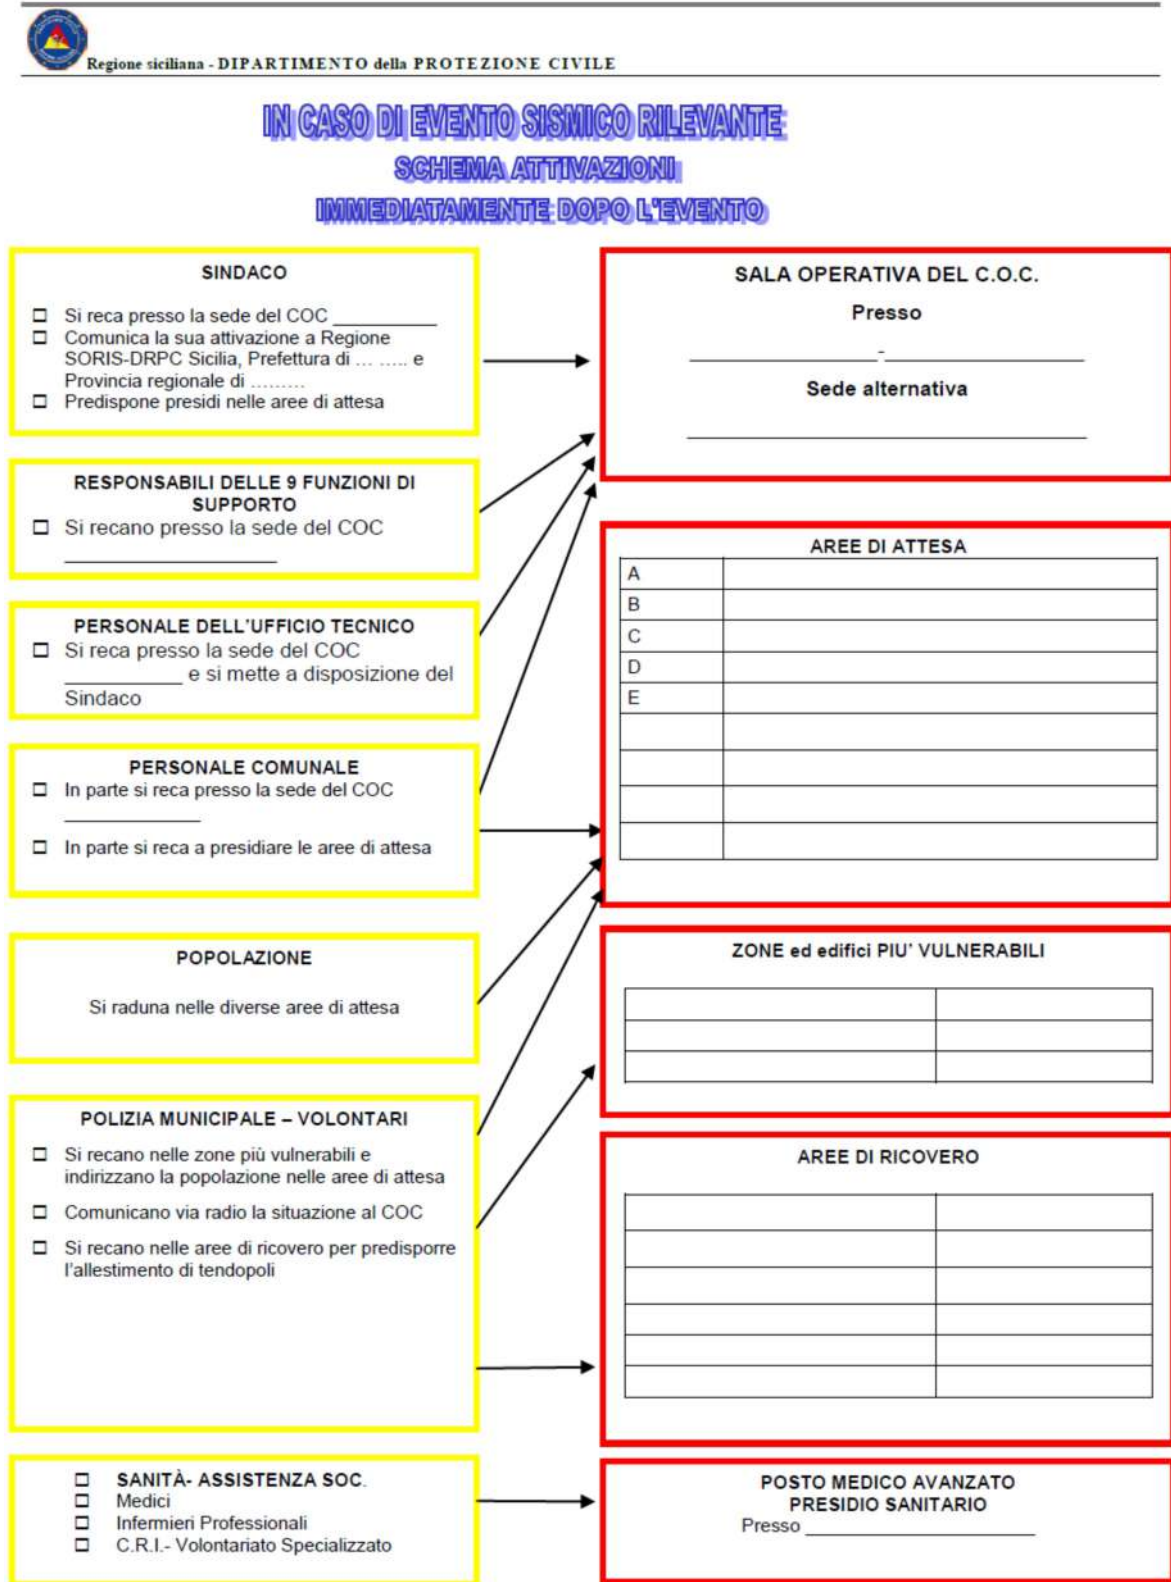 Regione siciliana - DIPARTIMENTO della PROTEZIONE CIVILE
IN CASO DI EVENTO SISMICO RILEVANTE
SCHEMA ATTIVAZIONI
IMMEDIATAMENTE DOPO L'EVENTO
SINDACO
Si reca presso la sede del COC __________
Comunica la sua attivazione a Regione
SORIS-DRPC Sicilia, Prefettura di … ….. e
Provincia regionale di ………
Predispone presidi nelle aree di attesa
RESPONSABILI DELLE 9 FUNZIONI DI
SUPPORTO
Si recano presso la sede del COC
__________________
PERSONALE DELL'UFFICIO TECNICO
Si reca presso la sede del COC
__________ e si mette a disposizione del
Sindaco
PERSONALE COMUNALE
In parte si reca presso la sede del COC
_____________
In parte si reca a presidiare le aree di attesa
POPOLAZIONE
Si raduna nelle diverse aree di attesa
POLIZIA MUNICIPALE – VOLONTARI
Si recano nelle zone più vulnerabili e
indirizzano la popolazione nelle aree di attesa
Comunicano via radio la situazione al COC
Si recano nelle aree di ricovero per predisporre
l'allestimento di tendopoli
SANITÀ- ASSISTENZA SOC.
Medici
Infermieri Professionali
C.R.I.- Volontariato Specializzato
SALA OPERATIVA DEL C.O.C.
Presso
________________-_________________
Sede alternativa
__________________________________
AREE DI ATTESA
A
B
C
D
E
ZONE ed edifici PIU' VULNERABILI
AREE DI RICOVERO
POSTO MEDICO AVANZATO
PRESIDIO SANITARIO
Presso ______________________